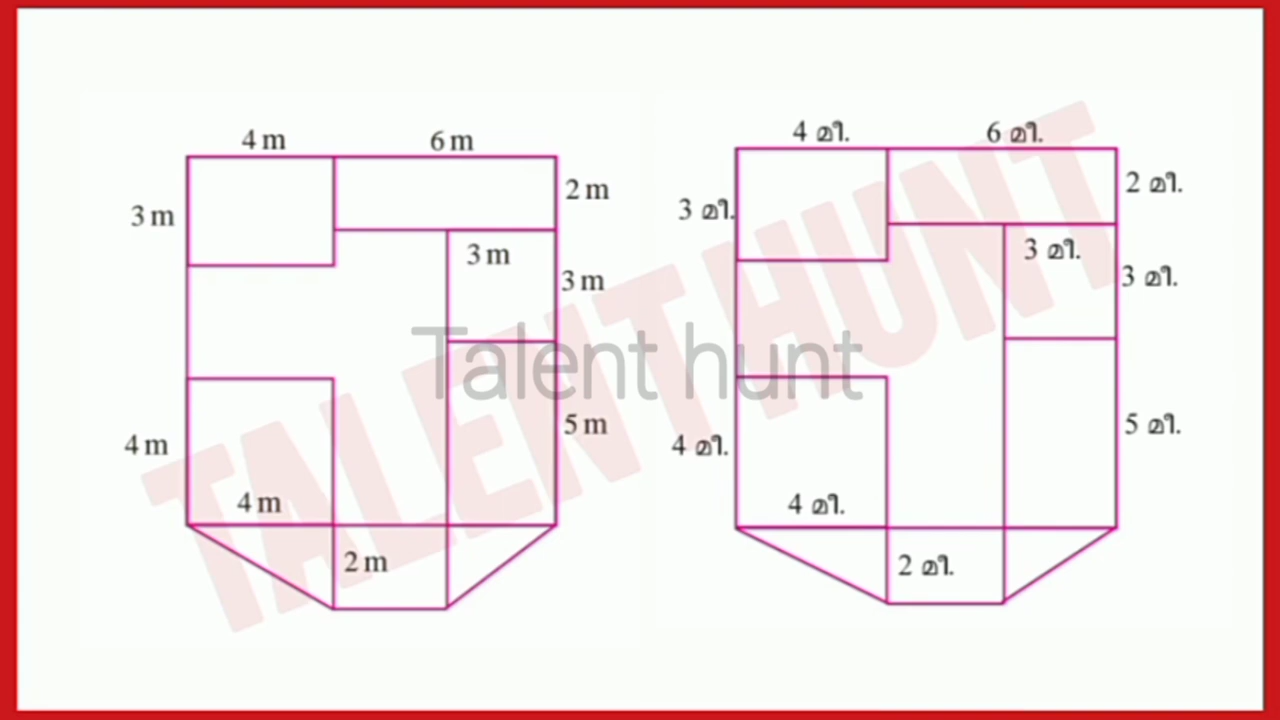 4 m 6 m
3 m 2 m
3 m 3 m
4 m 5 m
4 m
2 m
4 മീ. 6 മീ.
3 മീ. 2 മീ.
3 മീ. 3 മീ.
4 മീ. 5 മീ.
4 മീ.
2 മീ.
TALENT HUNT
Talent hunt